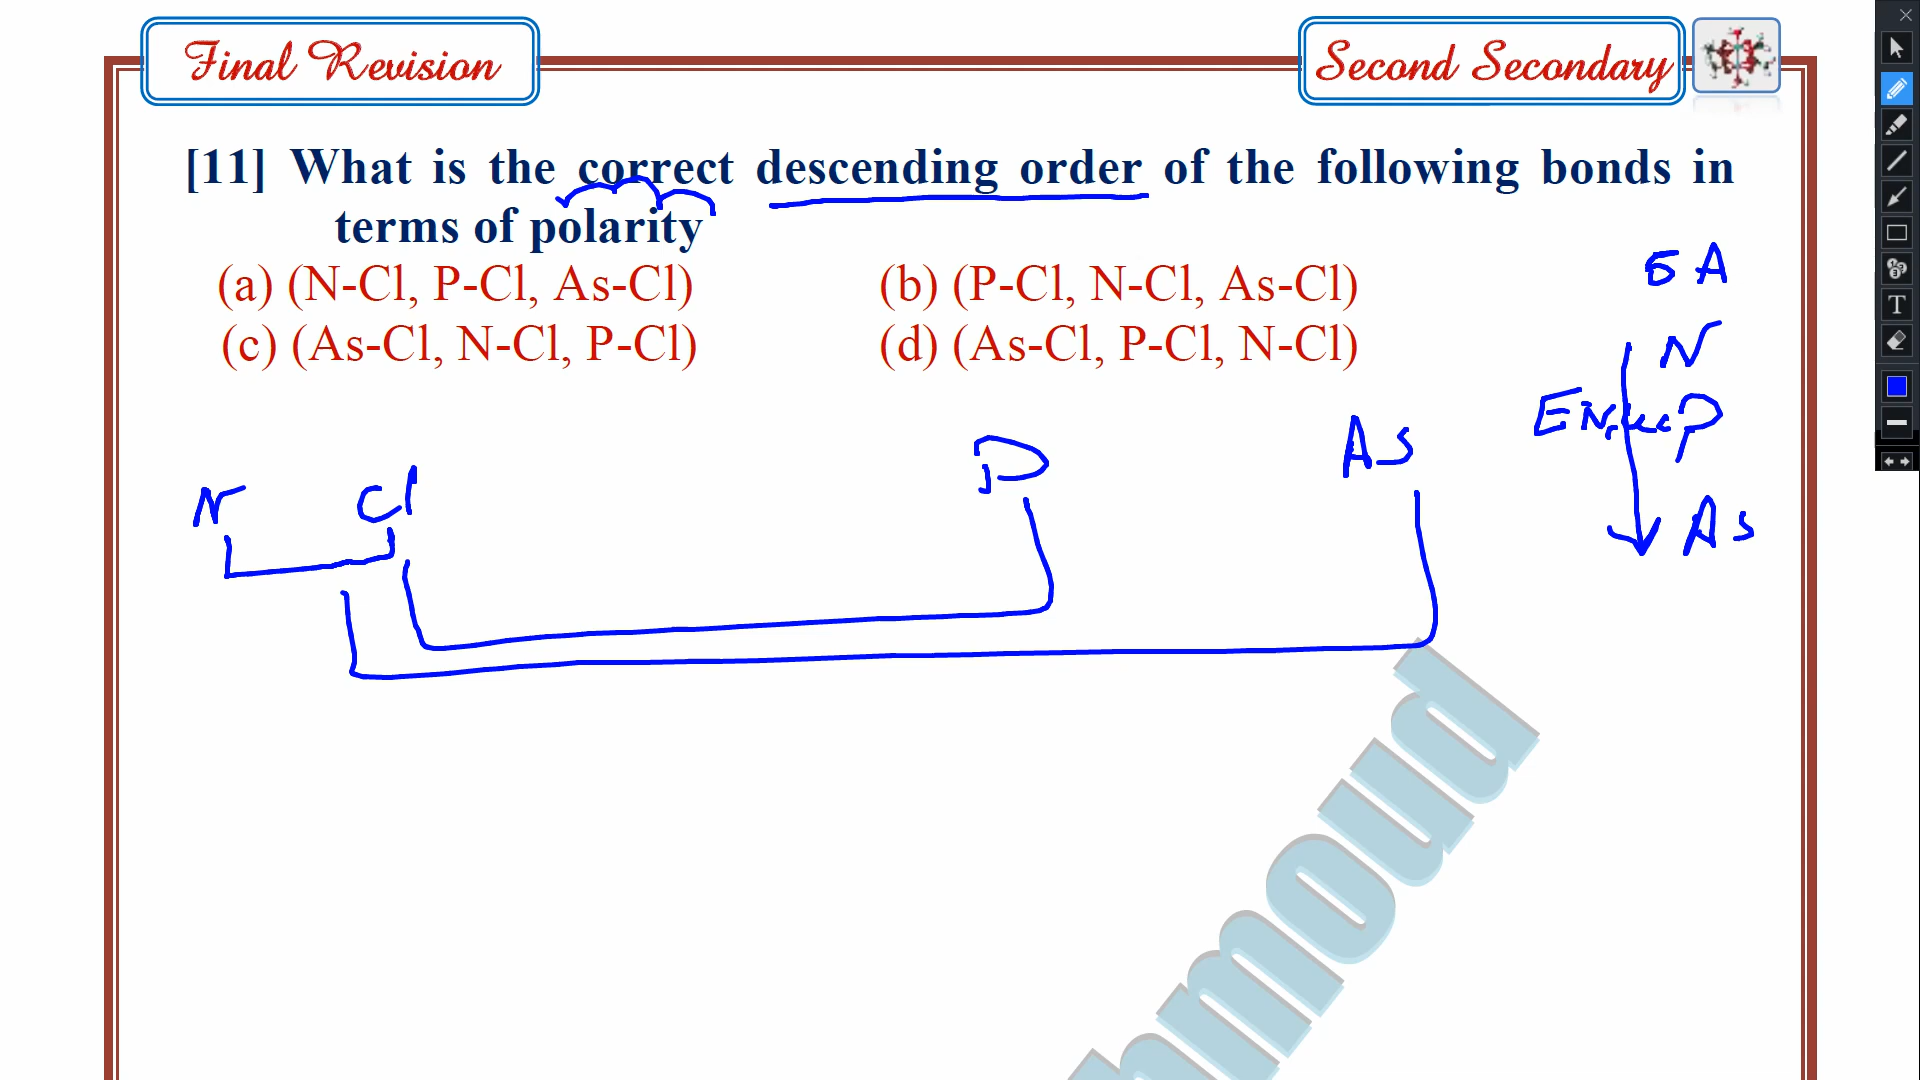 Final Revision
Second Secondary
[11] What is the correct descending order of the following bonds in
terms of polarity
(a) (N-Cl, P-Cl, As-Cl)
(b) (P-Cl, N-Cl, As-Cl)
(c) (As-Cl, N-Cl, P-Cl)
(d) (As-Cl, P-Cl, N-Cl)
5 A
N
P
As
N Cl
P
As
hmoud
T